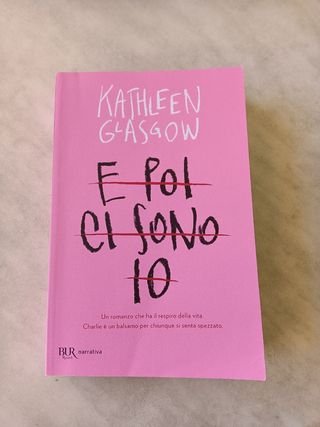 KATHLEEN
GLASGOW
E POI
CI SONO
IO
Un romanzo che ha il respiro della vita.
Charlie è un balsamo per chiunque si senta spezzato.
BUR narrativa